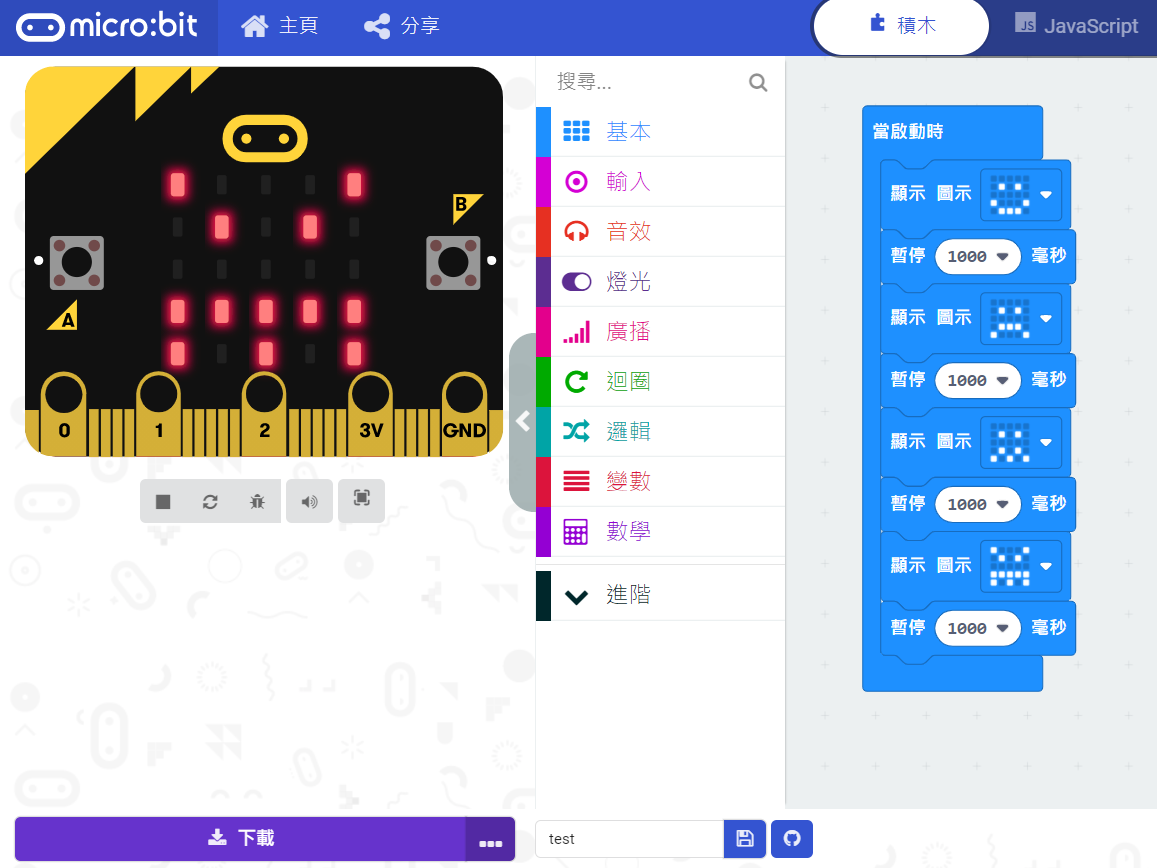 micro:bit
主頁
分享
積木
JS JavaScript
B
A
0 1 2 3V GND
搜尋...
基本
輸入
音效
燈光
廣播
迴圈
邏輯
變數
數學
進階
當啟動時
顯示 圖示
暫停 1000 毫秒
顯示 圖示
暫停 1000 毫秒
顯示 圖示
暫停 1000 毫秒
顯示 圖示
暫停 1000 毫秒
下載
test